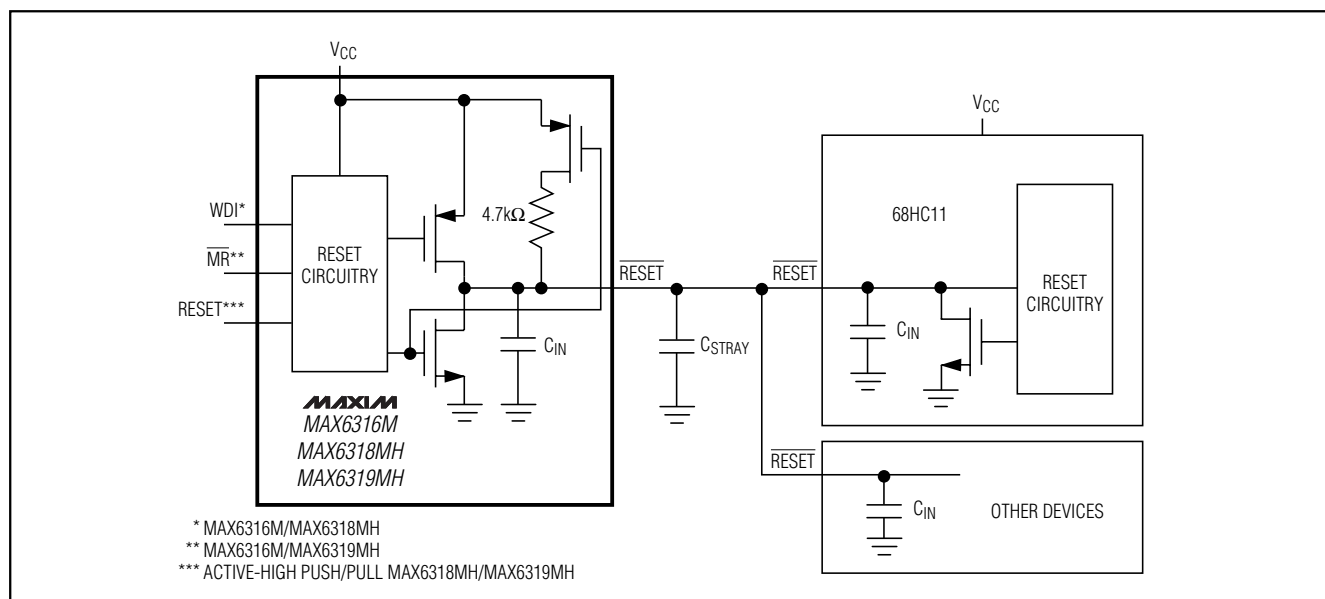 VCC
WDI*
MR**
RESET***
RESET
CIRCUITRY
4.7kΩ
CIN
MAXIM
MAX6316M
MAX6318MH
MAX6319MH
RESET
CSTRAY
RESET
VCC
68HC11
CIN
RESET
CIRCUITRY
RESET
CIN
OTHER DEVICES
* MAX6316M/MAX6318MH
** MAX6316M/MAX6319MH
*** ACTIVE-HIGH PUSH/PULL MAX6318MH/MAX6319MH